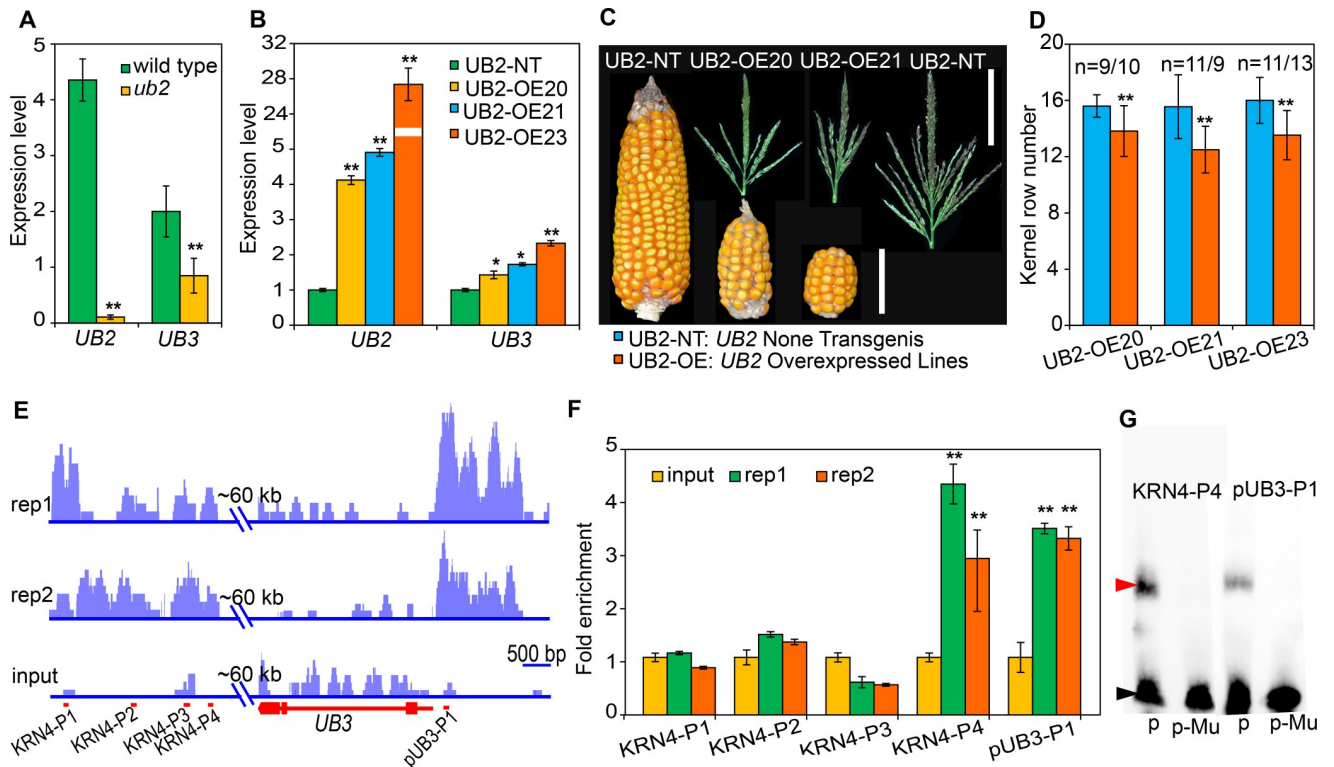 A
Expression level
5
4
3
2
1
0
wild type
ub2
**
**
UB2
UB3
B
Expression level
32
28
24
5
4
2
2
1
0
UB2-NT
UB2-OE20
UB2-OE21
UB2-OE23
**
**
**
*
*
**
UB2
UB3
C
UB2-NT UB2-OE20 UB2-OE21 UB2-NT
UB2-NT: UB2 None Transgenis
UB2-OE: UB2 Overexpressed Lines
D
Kernel row number
20
16
12
8
4
0
n=9/10 n=11/9 n=11/13
**
**
**
UB2-OE20
UB2-OE21
UB2-OE23
E
rep1
~60 kb
rep2
~60 kb
input
~60 kb
500 bp
KRN4-P1
KRN4-P2
KRN4-P3
KRN4-P4
UB3
pUB3-P1
F
Fold enrichment
5
4
3
2
1
0
input rep1 rep2
**
**
** **
KRN4-P1
KRN4-P2
KRN4-P3
KRN4-P4
pUB3-P1
G
KRN4-P4 pUB3-P1
p p-Mu p p-Mu